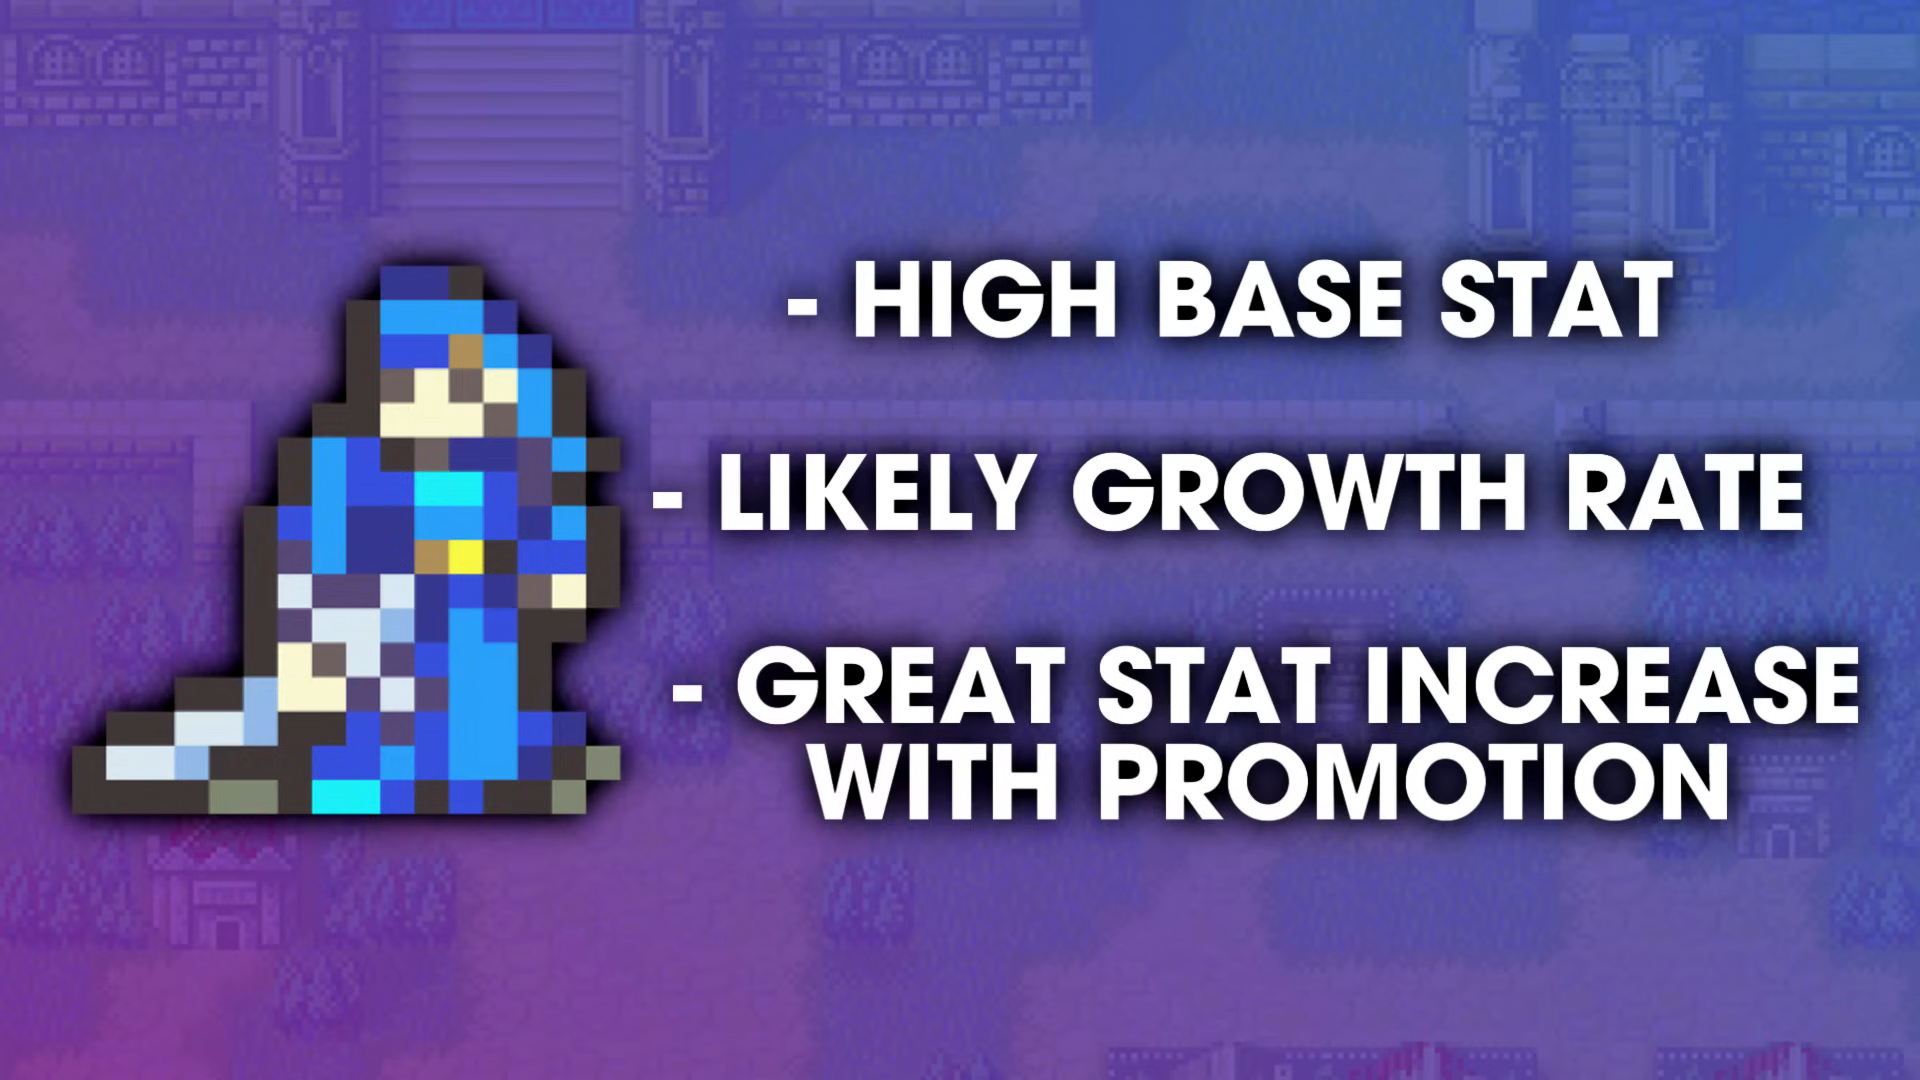 - HIGH BASE STAT
- LIKELY GROWTH RATE
- GREAT STAT INCREASE
WITH PROMOTION